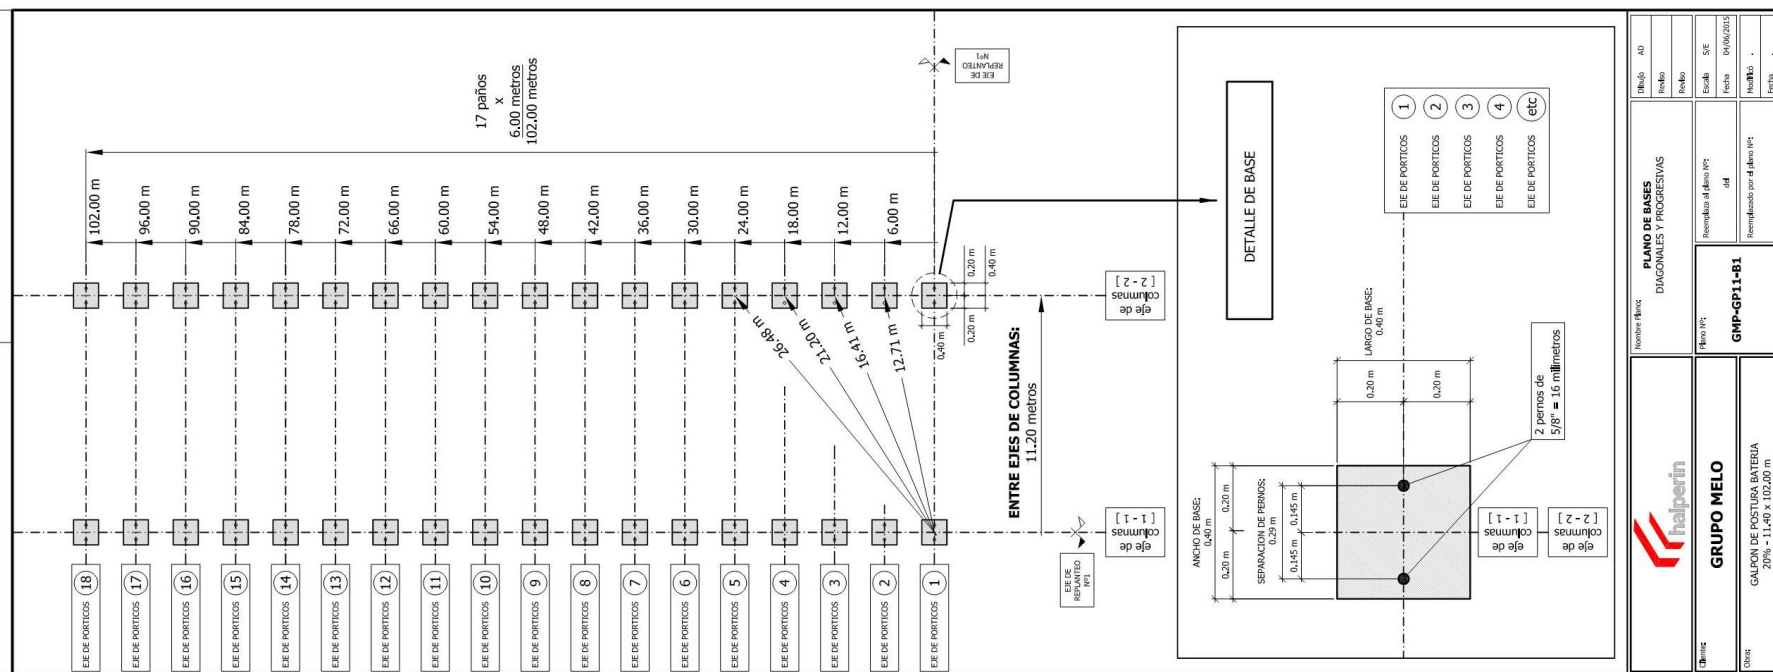 17 paños
x
6.00 metros
102.00 metros
102.00 m
96.00 m
90.00 m
84.00 m
78.00 m
72.00 m
66.00 m
60.00 m
54.00 m
48.00 m
42.00 m
36.00 m
30.00 m
24.00 m
18.00 m
12.00 m
6.00 m
EJE DE
REPLANTEO
Nº1
26.48 m
21.20 m
16.41 m
12.71 m
0.20 m
0.40 m
0.40 m
0.20 m
eje de
columnas
[ 2 - 2 ]
ENTRE EJES DE COLUMNAS:
11.20 metros
eje de
columnas
[ 1 - 1 ]
EJE DE
REPLANTEO
Nº1
EJE DE PORTICOS 18
EJE DE PORTICOS 17
EJE DE PORTICOS 16
EJE DE PORTICOS 15
EJE DE PORTICOS 14
EJE DE PORTICOS 13
EJE DE PORTICOS 12
EJE DE PORTICOS 11
EJE DE PORTICOS 10
EJE DE PORTICOS 9
EJE DE PORTICOS 8
EJE DE PORTICOS 7
EJE DE PORTICOS 6
EJE DE PORTICOS 5
EJE DE PORTICOS 4
EJE DE PORTICOS 3
EJE DE PORTICOS 2
EJE DE PORTICOS 1
DETALLE DE BASE
EJE DE PORTICOS 1
EJE DE PORTICOS 2
EJE DE PORTICOS 3
EJE DE PORTICOS 4
EJE DE PORTICOS etc
LARGO DE BASE:
0.40 m
0.20 m
0.20 m
2 pernos de
5/8" = 16 milimetros
ANCHO DE BASE:
0.40 m
0.20 m
0.20 m
SEPARACION DE PERNOS:
0.29 m
0.145 m
0.145 m
eje de
columnas
[ 1 - 1 ]
eje de
columnas
[ 2 - 2 ]
Dibujo AD
Reviso
Reviso
Escala S/E
Fecha 04/06/2015
Modificó .
Fecha .
Nombre Plano:
PLANO DE BASES
DIAGONALES Y PROGRESIVAS
Reemplaza al plano Nº:
del
Reemplazado por el plano Nº:
Plano Nº:
GMP-GP11-B1
halperin
Cliente:
GRUPO MELO
Obra:
GALPON DE POSTURA BATERIA
20% - 11.40 x 102.00 m